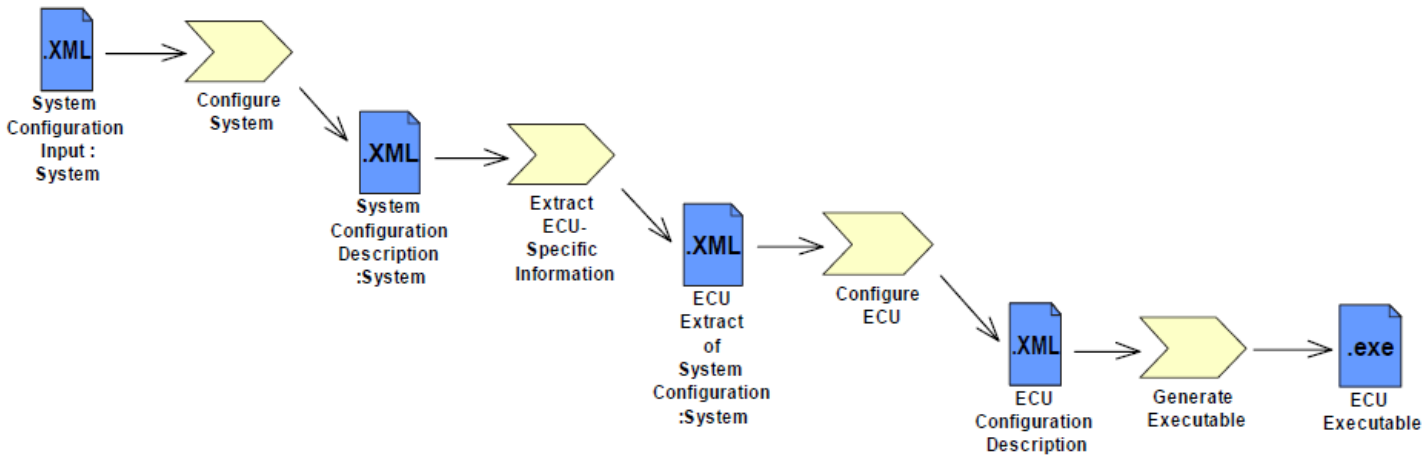 .XML
System
Configuration
Input :
System
Configure
System
.XML
System
Configuration
Description
:System
Extract
ECU-
Specific
Information
.XML
ECU
Extract
of
System
Configuration
:System
Configure
ECU
.XML
ECU
Configuration
Description
Generate
Executable
.exe
ECU
Executable